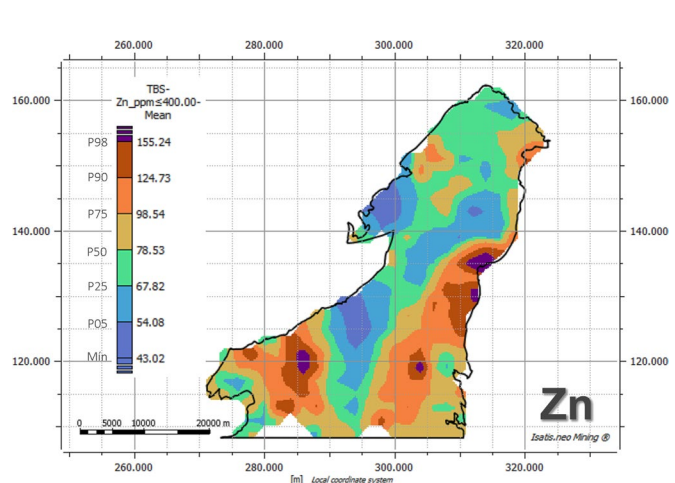 260.000 280.000 300.000 320.000
TBS-
Zn_ppm≤400.00-
Mean
160.000 160.000
P98 155.24
P90 124.73
P75 98.54
P50 78.53
P25 67.82
P05 54.08
Mín 43.02
140.000 140.000
120.000 120.000
0 5000 10000 20000 m
Zn
Isatis.neo Mining ®
260.000 280.000 300.000 320.000
[m] Local coordinate system